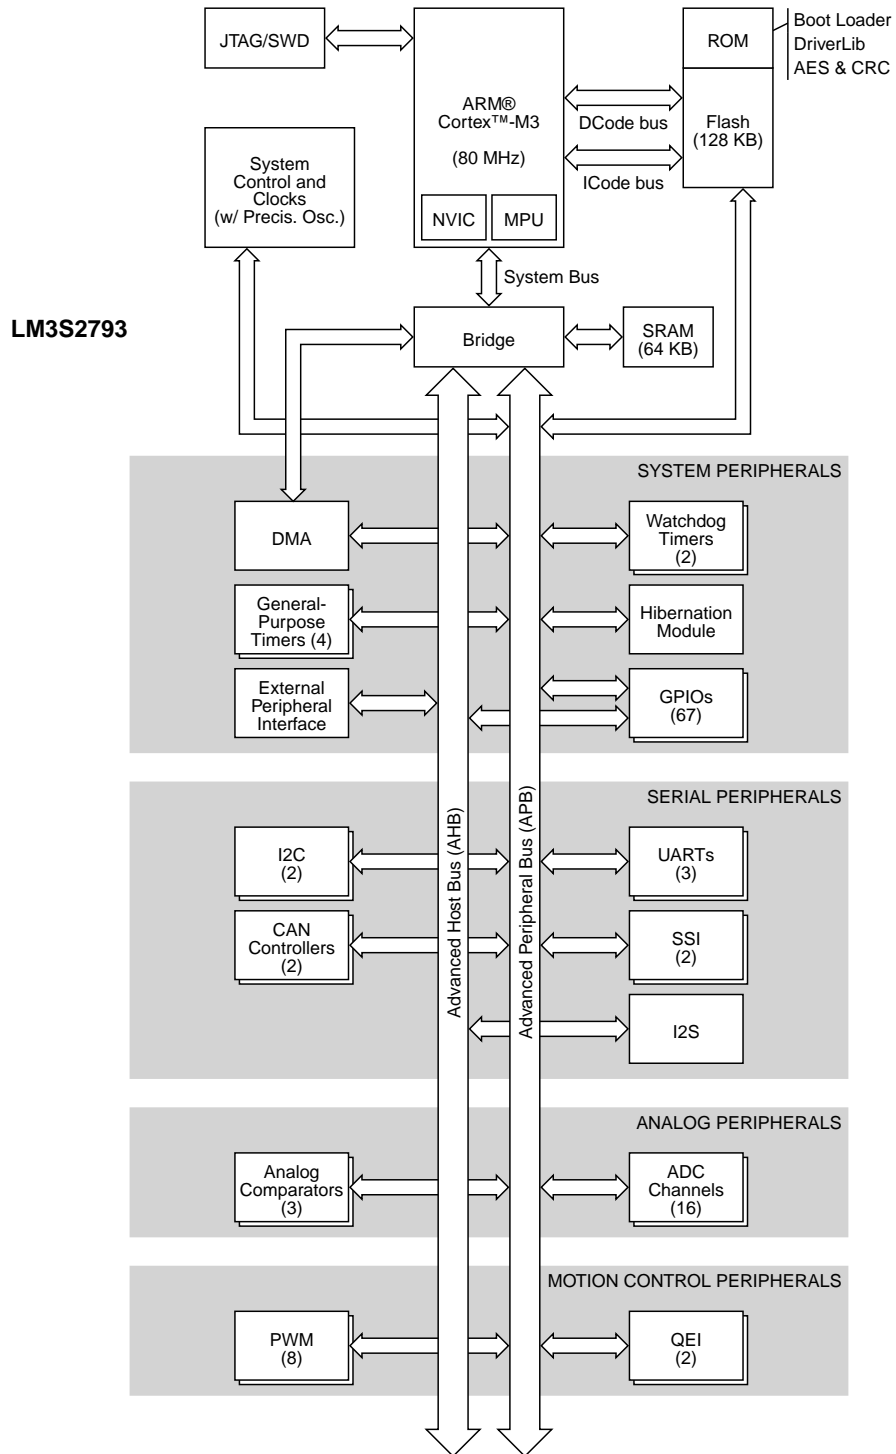 JTAG/SWD
ARM®
Cortex™-M3
(80 MHz)
NVIC
MPU
ROM
Boot Loader
DriverLib
AES & CRC
Flash
(128 KB)
DCode bus
ICode bus
System
Control and
Clocks
(w/ Precis. Osc.)
System Bus
LM3S2793
Bridge
SRAM
(64 KB)
SYSTEM PERIPHERALS
DMA
Watchdog
Timers
(2)
General-
Purpose
Timers (4)
Hibernation
Module
External
Peripheral
Interface
GPIOs
(67)
Advanced Host Bus (AHB)
Advanced Peripheral Bus (APB)
SERIAL PERIPHERALS
I2C
(2)
UARTs
(3)
CAN
Controllers
(2)
SSI
(2)
I2S
ANALOG PERIPHERALS
Analog
Comparators
(3)
ADC
Channels
(16)
MOTION CONTROL PERIPHERALS
PWM
(8)
QEI
(2)